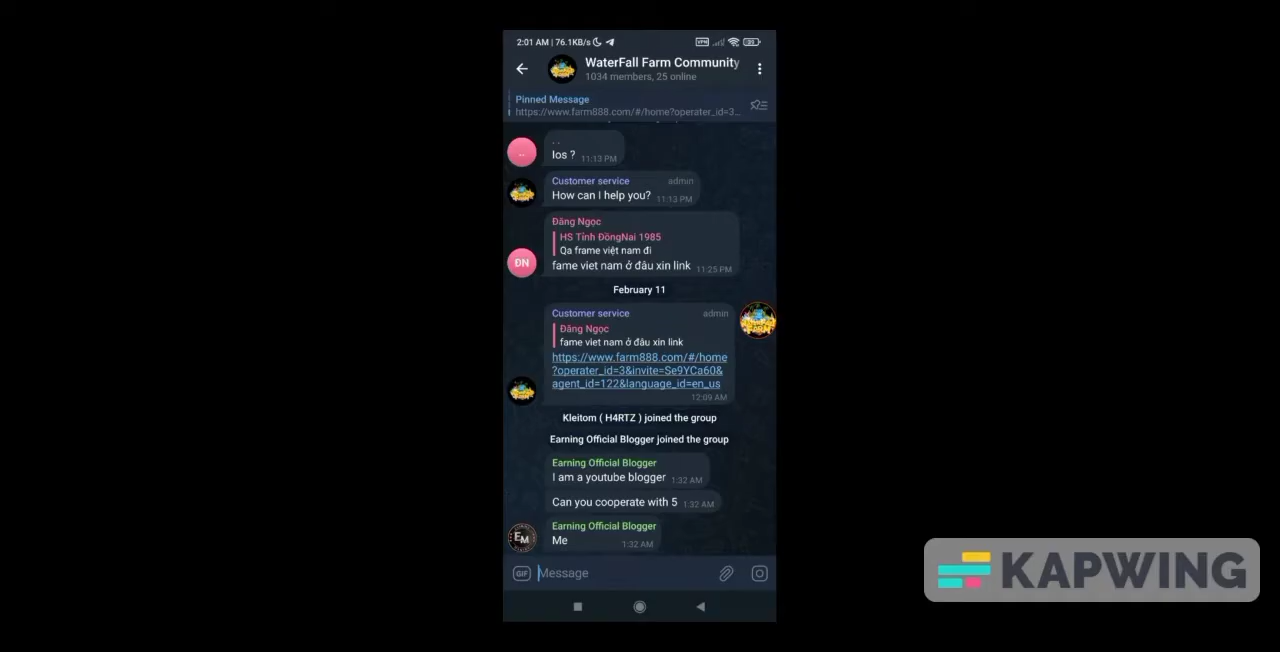 2:01 AM | 76.1KB/s
VPN
WaterFall Farm Community
1034 members, 25 online
Pinned Message
https://www.farm888.com/#/home?operater_id=3...
..
..
Ios ? 11:13 PM
Customer service admin
How can I help you? 11:13 PM
Đăng Ngọc
HS Tỉnh ĐồngNai 1985
Qa frame việt nam đi
ĐN
fame viet nam ở đâu xin link 11:25 PM
February 11
Customer service admin
Đăng Ngọc
fame viet nam ở đâu xin link
https://www.farm888.com/#/home
?operater_id=3&invite=Se9YCa60&
agent_id=122&language_id=en_us
12:09 AM
Kleitom ( H4RTZ ) joined the group
Earning Official Blogger joined the group
Earning Official Blogger
I am a youtube blogger 1:32 AM
Can you cooperate with 5 1:32 AM
Earning Official Blogger
EM
Me 1:32 AM
GIF
Message
KAPWING